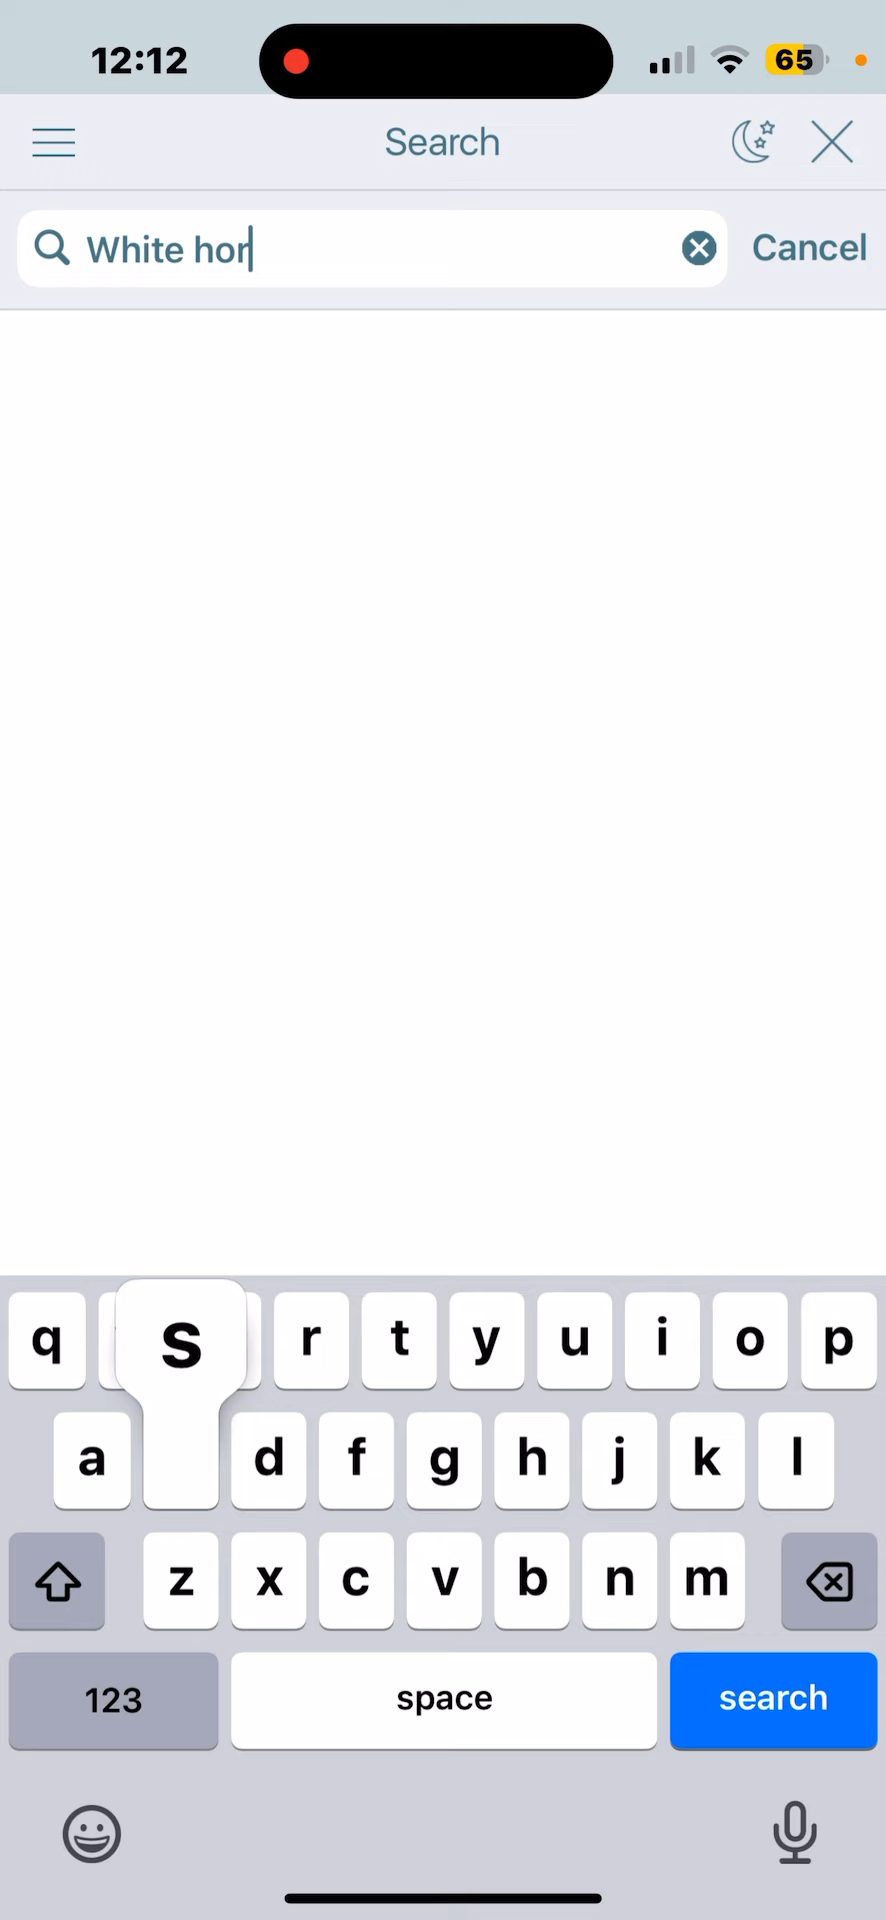 12:12
65
Search
White hor
Cancel
q s r t y u i o p
a d f g h j k l
z x c v b n m
123 space search